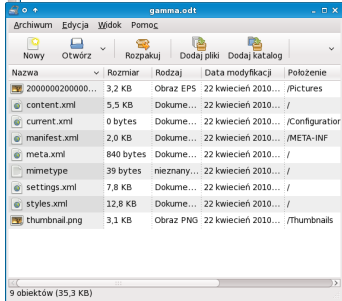 gamma.odt
Archiwum Edycja Widok Pomoc
Nowy Otwórz Rozpakuj Dodaj pliki Dodaj katalog
Nazwa Rozmiar Rodzaj Data modyfikacji Położenie
2000000200000... 3,2 KB Obraz EPS 22 kwiecień 2010... /Pictures
content.xml 5,5 KB Dokume... 22 kwiecień 2010... /
current.xml 0 bytes Dokume... 22 kwiecień 2010... /Configuration
manifest.xml 2,0 KB Dokume... 22 kwiecień 2010... /META-INF
meta.xml 840 bytes Dokume... 22 kwiecień 2010... /
mimetype 39 bytes nieznany... 22 kwiecień 2010... /
settings.xml 7,8 KB Dokume... 22 kwiecień 2010... /
styles.xml 12,8 KB Dokume... 22 kwiecień 2010... /
thumbnail.png 3,1 KB Obraz PNG 22 kwiecień 2010... /Thumbnails
9 obiektów (35,3 KB)